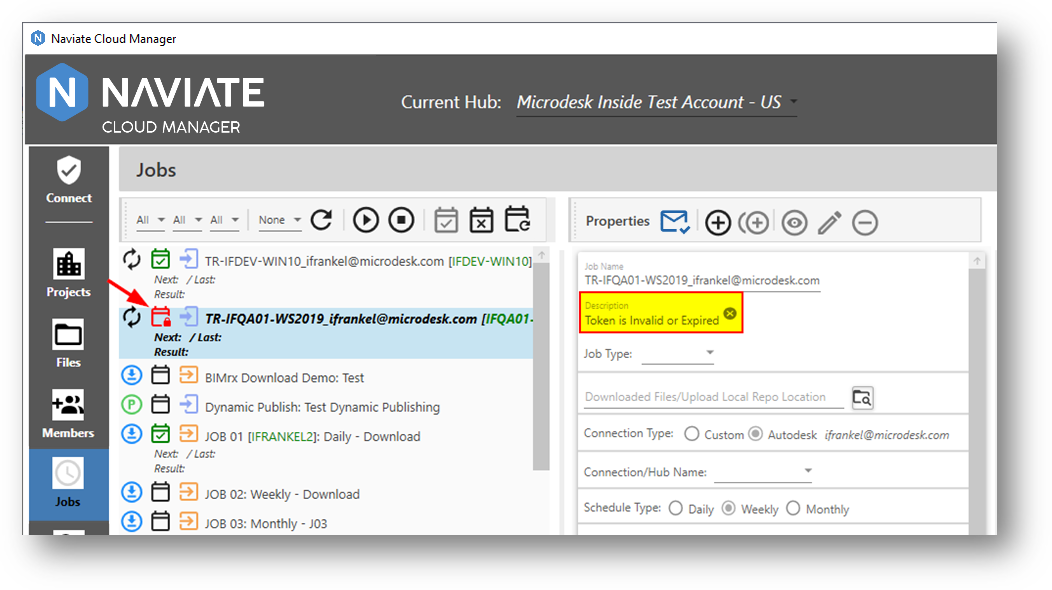 Naviate Cloud Manager
NAVIATE
CLOUD MANAGER
Current Hub: Microdesk Inside Test Account - US
Connect
Projects
Files
Members
Jobs
Jobs
All All All None
TR-IFDEV-WIN10_ifrankel@microdesk.com [IFDEV-WIN10]
Next: / Last:
Result:
TR-IFQA01-WS2019_ifrankel@microdesk.com [IFQA01-
Next: / Last:
Result:
BIMrx Download Demo: Test
P Dynamic Publish: Test Dynamic Publishing
JOB 01 [IFRANKEL2]: Daily - Download
Next: / Last:
Result:
JOB 02: Weekly - Download
JOB 03: Monthly - J03
Properties
Job Name
TR-IFQA01-WS2019_ifrankel@microdesk.com
Description
Token is Invalid or Expired
Job Type:
Downloaded Files/Upload Local Repo Location
Connection Type: Custom Autodesk ifrankel@microdesk.com
Connection/Hub Name:
Schedule Type: Daily Weekly Monthly